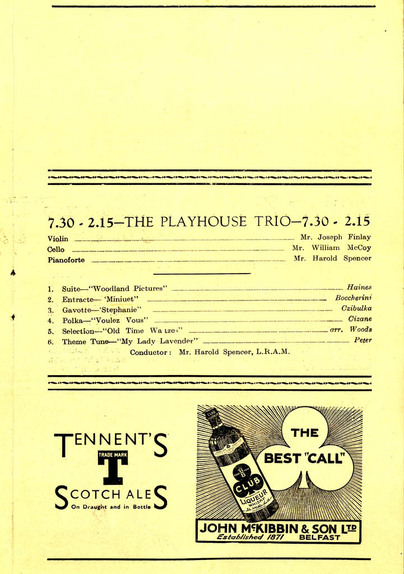 7.30 - 2.15—THE PLAYHOUSE TRIO—7.30 - 2.15
Violin Mr. Joseph Finlay
Cello Mr. William McCoy
Pianoforte Mr. Harold Spencer
1. Suite—"Woodland Pictures" Haines
2. Entracte— 'Miniuet" Boccherini
3. Gavotte—'Stephanie" Czibulka
4. Polka—"Voulez Vous" Cizane
5. Selection—"Old Time" arr. Woods
6. Theme Tune—"My Lady Lavender" Peter
Conductor: Mr. Harold Spencer, L.R.A.M.
TENNENT'S
TRADE MARK
T
SCOTCH ALES
On Draught and in Bottle
THE
BEST "CALL"
CLUB
LIQUEUR
JOHN McKIBBIN & SON LTD
Established 1871 BELFAST